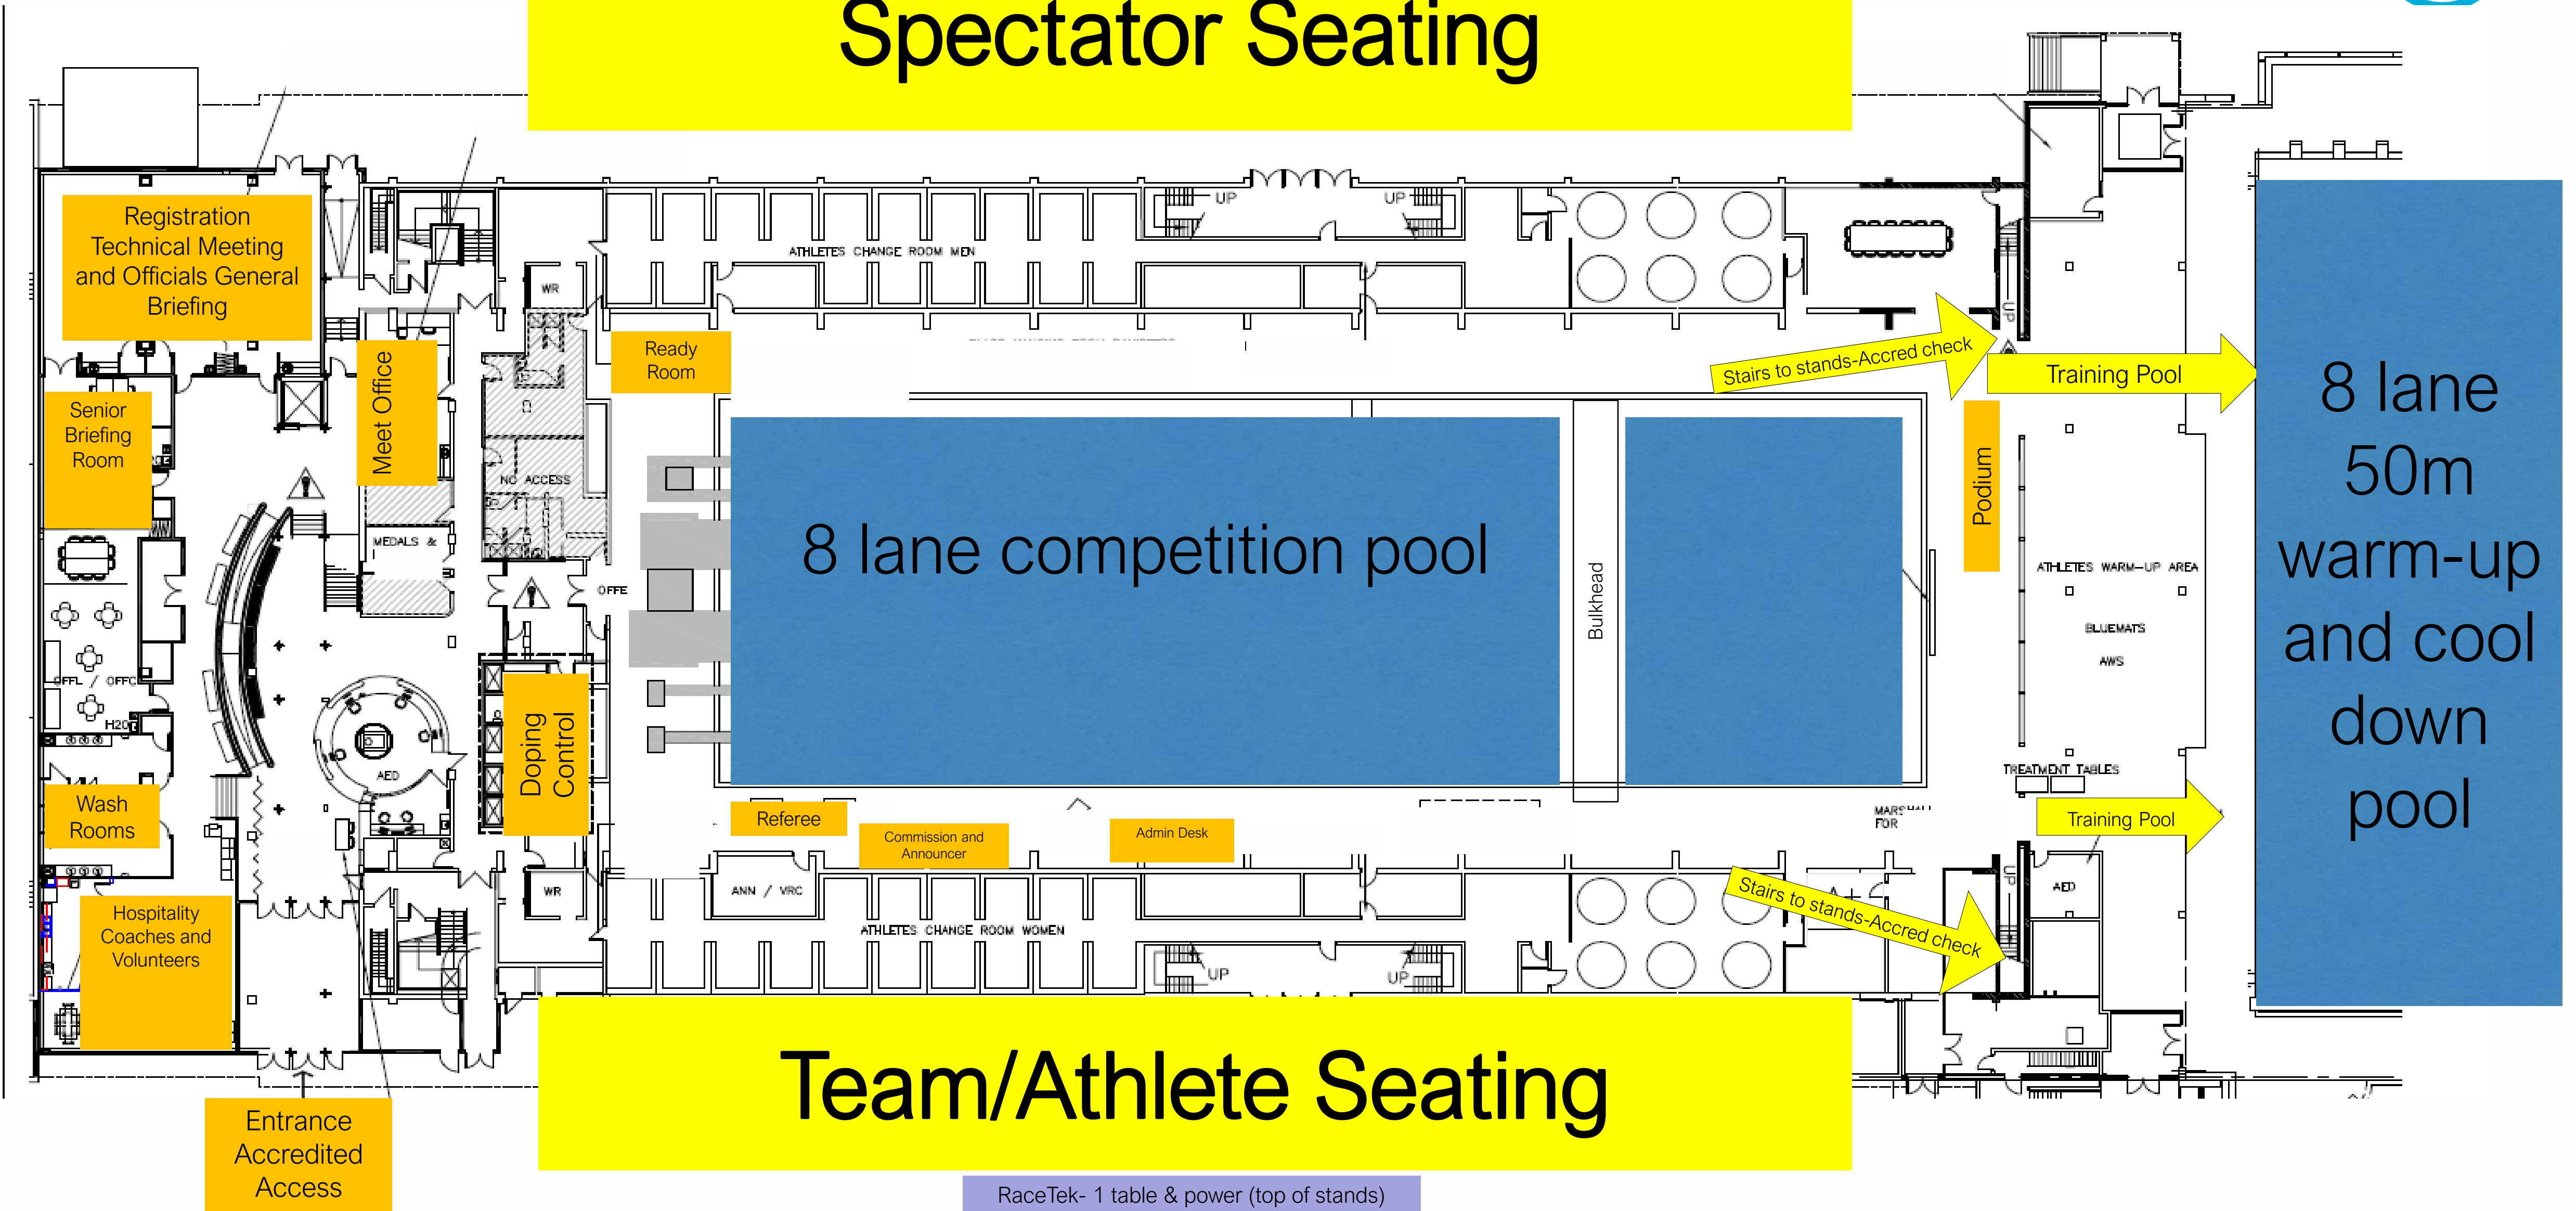 Spectator Seating
UP
UP
Registration
Technical Meeting
and Officials General
Briefing
ATHLETES CHANGE ROOM MEN
WR
UP
Ready
Room
Stairs to stands-Accred check
Training Pool
Meet Office
Senior
Briefing
Room
8 lane
50m
warm-up
and cool
down
pool
NO ACCESS
Podium
MEDALS &
8 lane competition pool
Bulkhead
OFFE
ATHLETES WARM-UP AREA
BLUEMATS
AWS
OFFL / OFFC
H20
Doping
Control
AED
TREATMENT TABLES
Wash
Rooms
Referee
Commission and
Announcer
Admin Desk
FOR
Training Pool
UP
AED
WR
ANN / VRC
Stairs to stands-Accred check
Hospitality
Coaches and
Volunteers
ATHLETES CHANGE ROOM WOMEN
UP
UP
Team/Athlete Seating
Entrance
Accredited
Access
RaceTek- 1 table & power (top of stands)